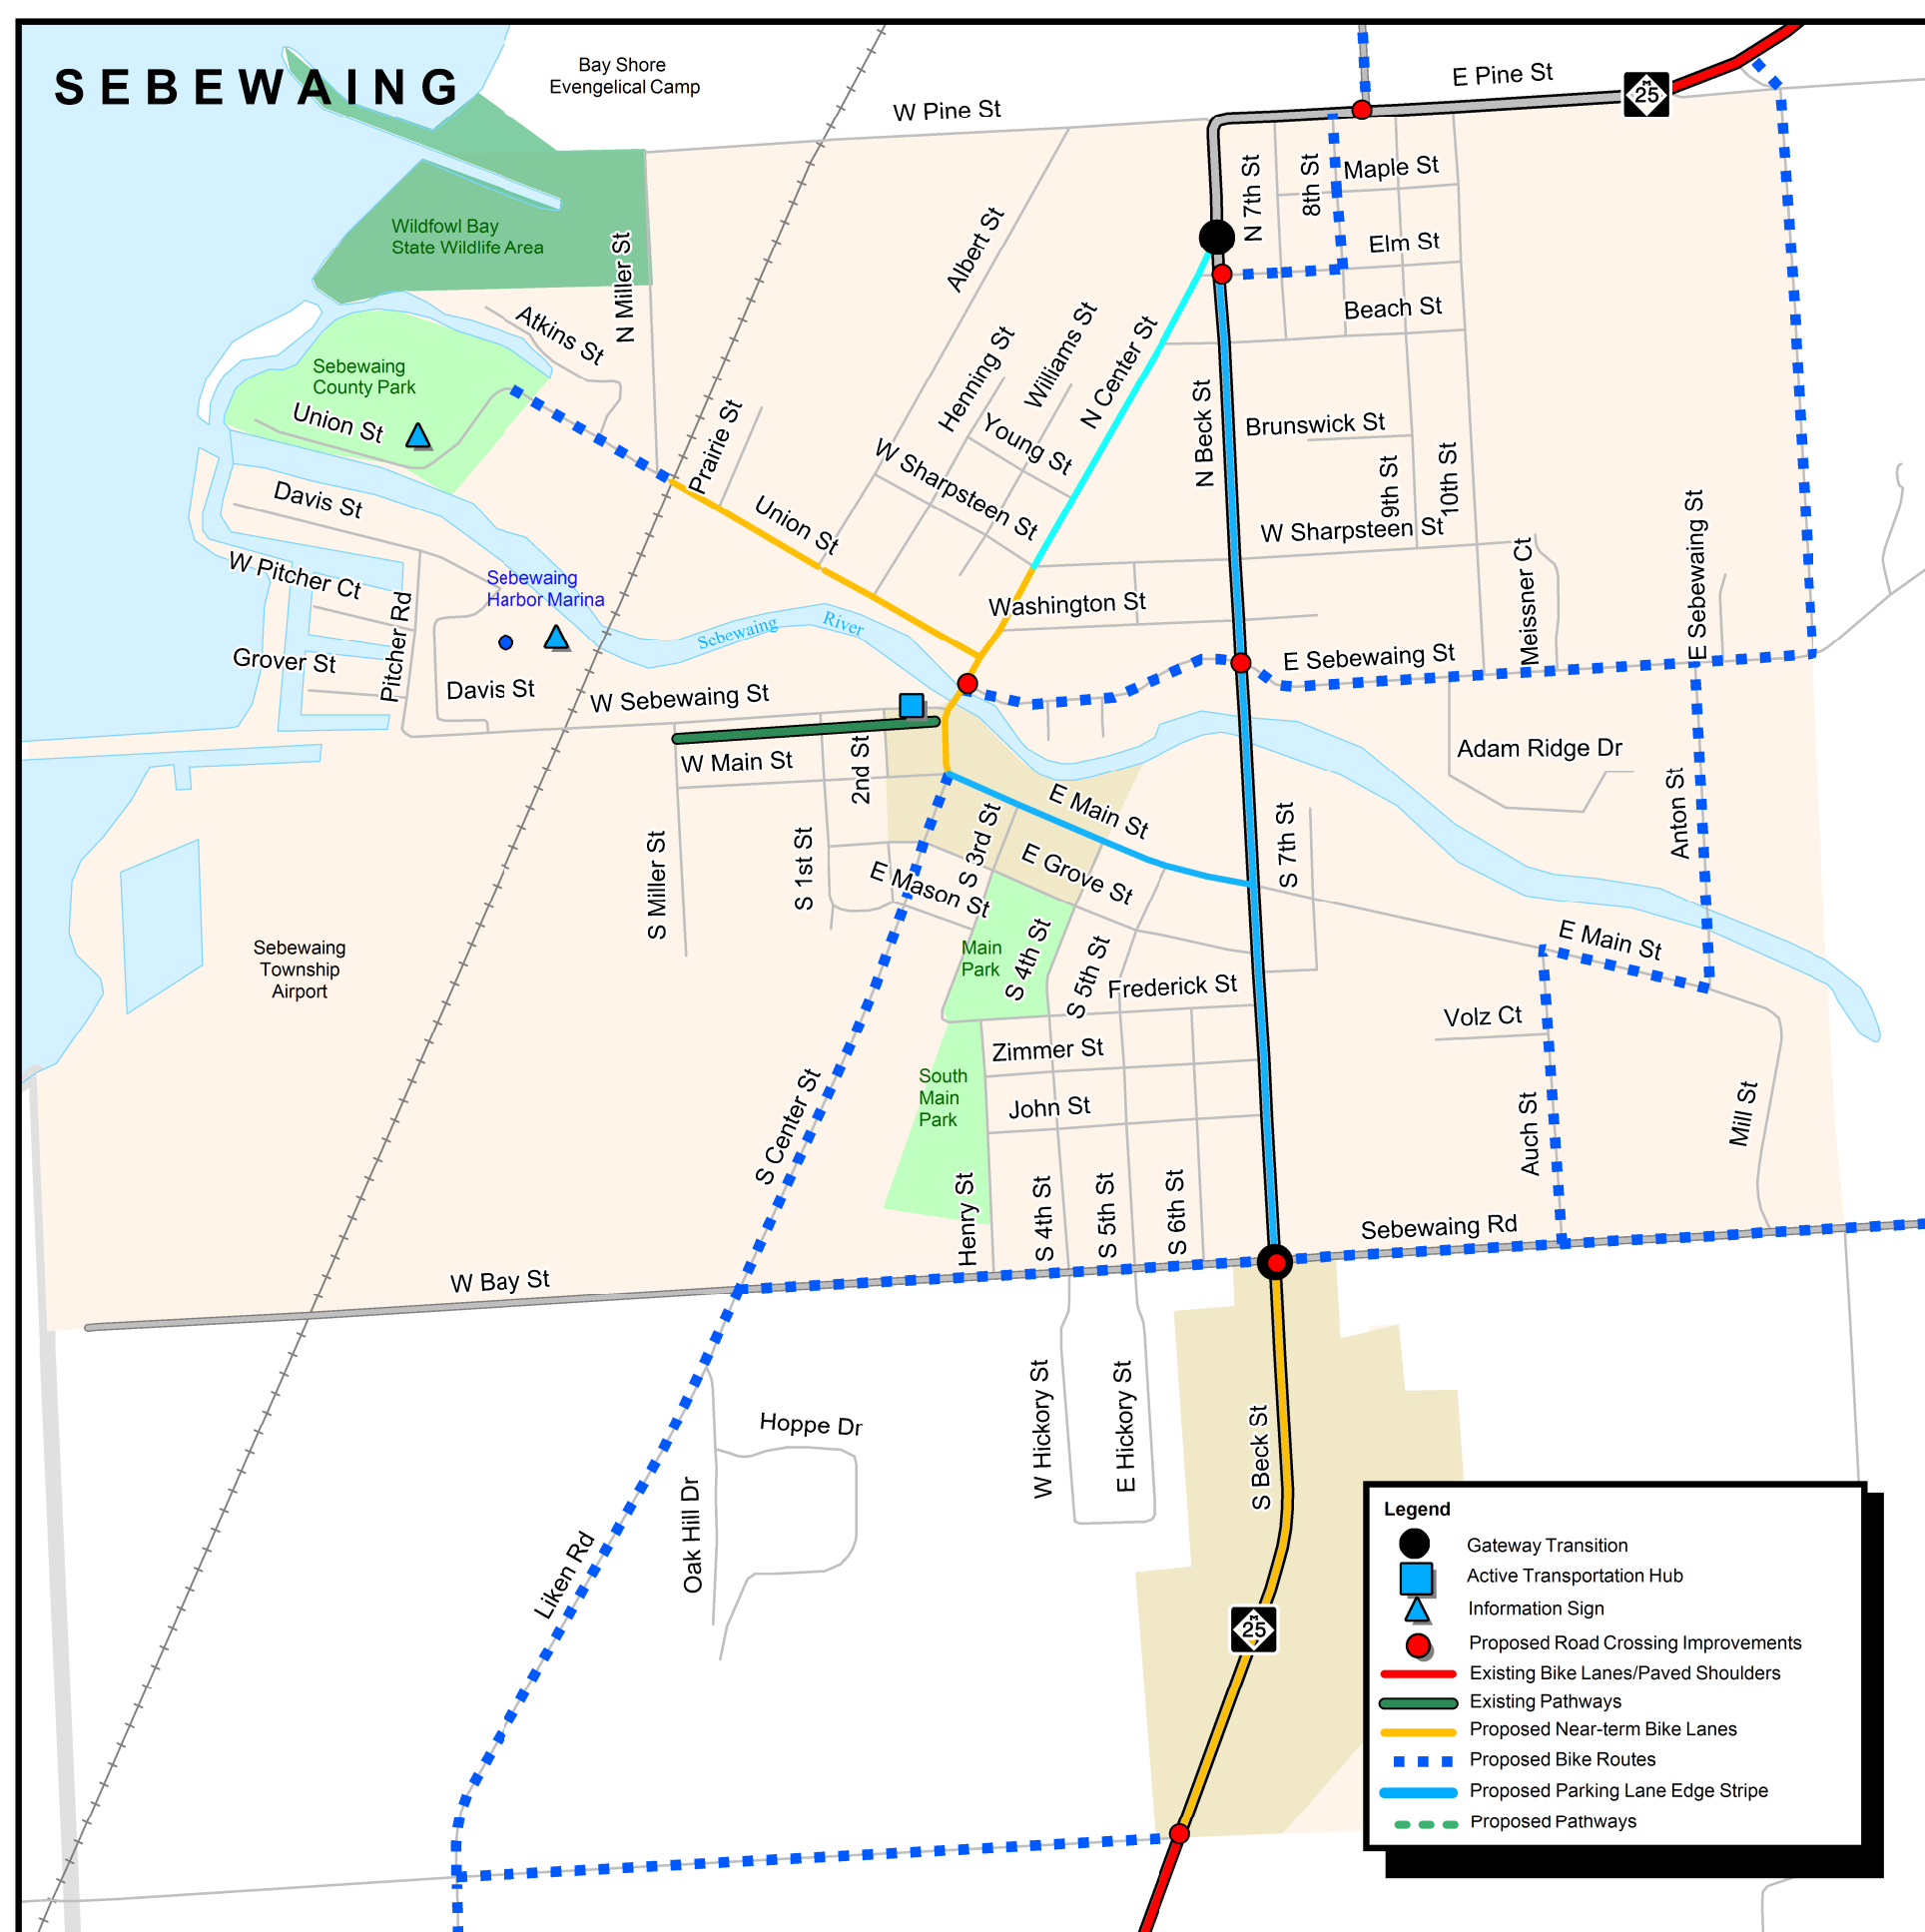 SEBEWAING
Bay Shore
Evengelical Camp
W Pine St
E Pine St
M
25
Wildfowl Bay
State Wildlife Area
N Miller St
Albert St
N 7th St
8th St
Maple St
Elm St
Beach St
Atkins St
Sebewaing
County Park
Union St
Henning St
Williams St
N Center St
Young St
W Sharpsteen St
Prairie St
Union St
N Beck St
Brunswick St
9th St
10th St
W Sharpsteen St
Davis St
W Pitcher Ct
Pitcher Rd
Grover St
Sebewaing
Harbor Marina
Davis St
Sebewaing
River
Washington St
Meissner Ct
E Sebewaing St
E Sebewaing St
W Sebewaing St
W Main St
2nd St
Adam Ridge Dr
Anton St
E Main St
S 3rd St
E Grove St
S 7th St
S Miller St
S 1st St
E Mason St
Sebewaing
Township
Airport
Main
Park
S 4th St
S 5th St
Frederick St
E Main St
Volz Ct
Zimmer St
South
Main
Park
John St
S Center St
Auch St
Mill St
Henry St
S 4th St
S 5th St
S 6th St
Sebewaing Rd
W Bay St
W Hickory St
E Hickory St
S Beck St
Hoppe Dr
Oak Hill Dr
Liken Rd
M
25
Legend
Gateway Transition
Active Transportation Hub
Information Sign
Proposed Road Crossing Improvements
Existing Bike Lanes/Paved Shoulders
Existing Pathways
Proposed Near-term Bike Lanes
Proposed Bike Routes
Proposed Parking Lane Edge Stripe
Proposed Pathways